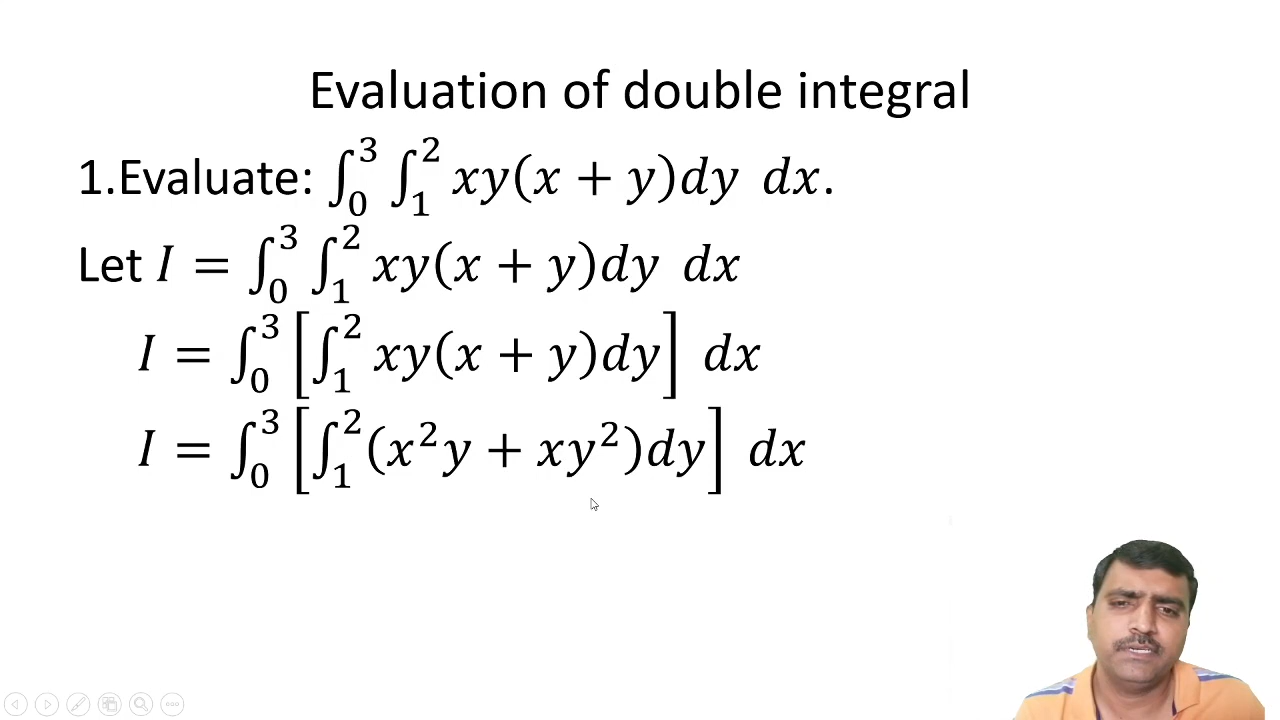 Evaluation of double integral
1.Evaluate: ∫₀³ ∫₁² xy(x + y)dy dx.
Let I = ∫₀³ ∫₁² xy(x + y)dy dx
I = ∫₀³ [∫₁² xy(x + y)dy] dx
I = ∫₀³ [∫₁² (x²y + xy²)dy] dx